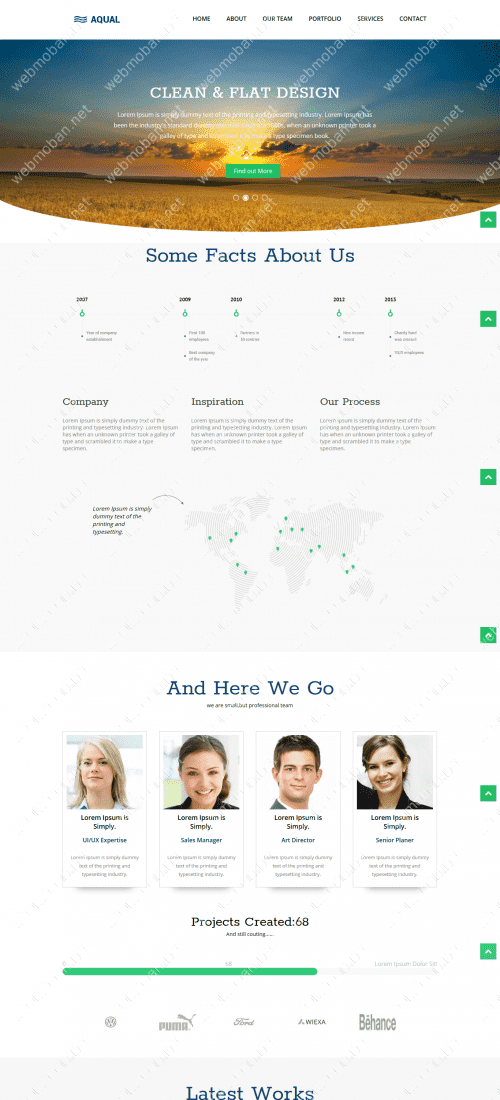 AQUAL
HOME ABOUT OUR TEAM PORTFOLIO SERVICES CONTACT
CLEAN & FLAT DESIGN
Lorem Ipsum is simply dummy text of the printing and typesetting industry. Lorem Ipsum has
been the industry's standard dummy text ever since the 1500s, when an unknown printer took a
galley of type and scrambled it to make a type specimen book.
Find out More
webmoban.net
Some Facts About Us
2007 2009 2010 2012 2013
Year of company
establishment
First 100
employees
Best company
of the year
New income
record
Charity fund
employees
Company
Lorem Ipsum is simply dummy text of the
printing and typesetting industry. Lorem Ipsum
has when an unknown printer took a galley of
type and scrambled it to make a type
specimen.
Inspiration
Lorem Ipsum is simply dummy text of the
printing and typesetting industry. Lorem Ipsum
has when an unknown printer took a galley of
type and scrambled it to make a type
specimen.
Our Process
Lorem Ipsum is simply dummy text of the
printing and typesetting industry. Lorem Ipsum
has when an unknown printer took a galley of
type and scrambled it to make a type
specimen.
Lorem Ipsum is simply
dummy text of the
printing and
typesetting.
And Here We Go
we are small but professional team
Lorem Ipsum is
Simply.
UI/UX Expertise
Lorem Ipsum is simply dummy
text of the printing and
typesetting industry.
Lorem Ipsum is
Simply.
Sales Manager
Lorem Ipsum is simply dummy
text of the printing and
typesetting industry.
Lorem Ipsum is
Simply.
Art Director
Lorem Ipsum is simply dummy
text of the printing and
typesetting industry.
Lorem Ipsum is
Simply.
Senior Planer
Lorem Ipsum is simply dummy
text of the printing and
typesetting industry.
Projects Created:68
And still couting.....
0 68 Lorem Ipsum Dolar Sit!
PUMA Ford WIEXA Bēhance
Latest Works